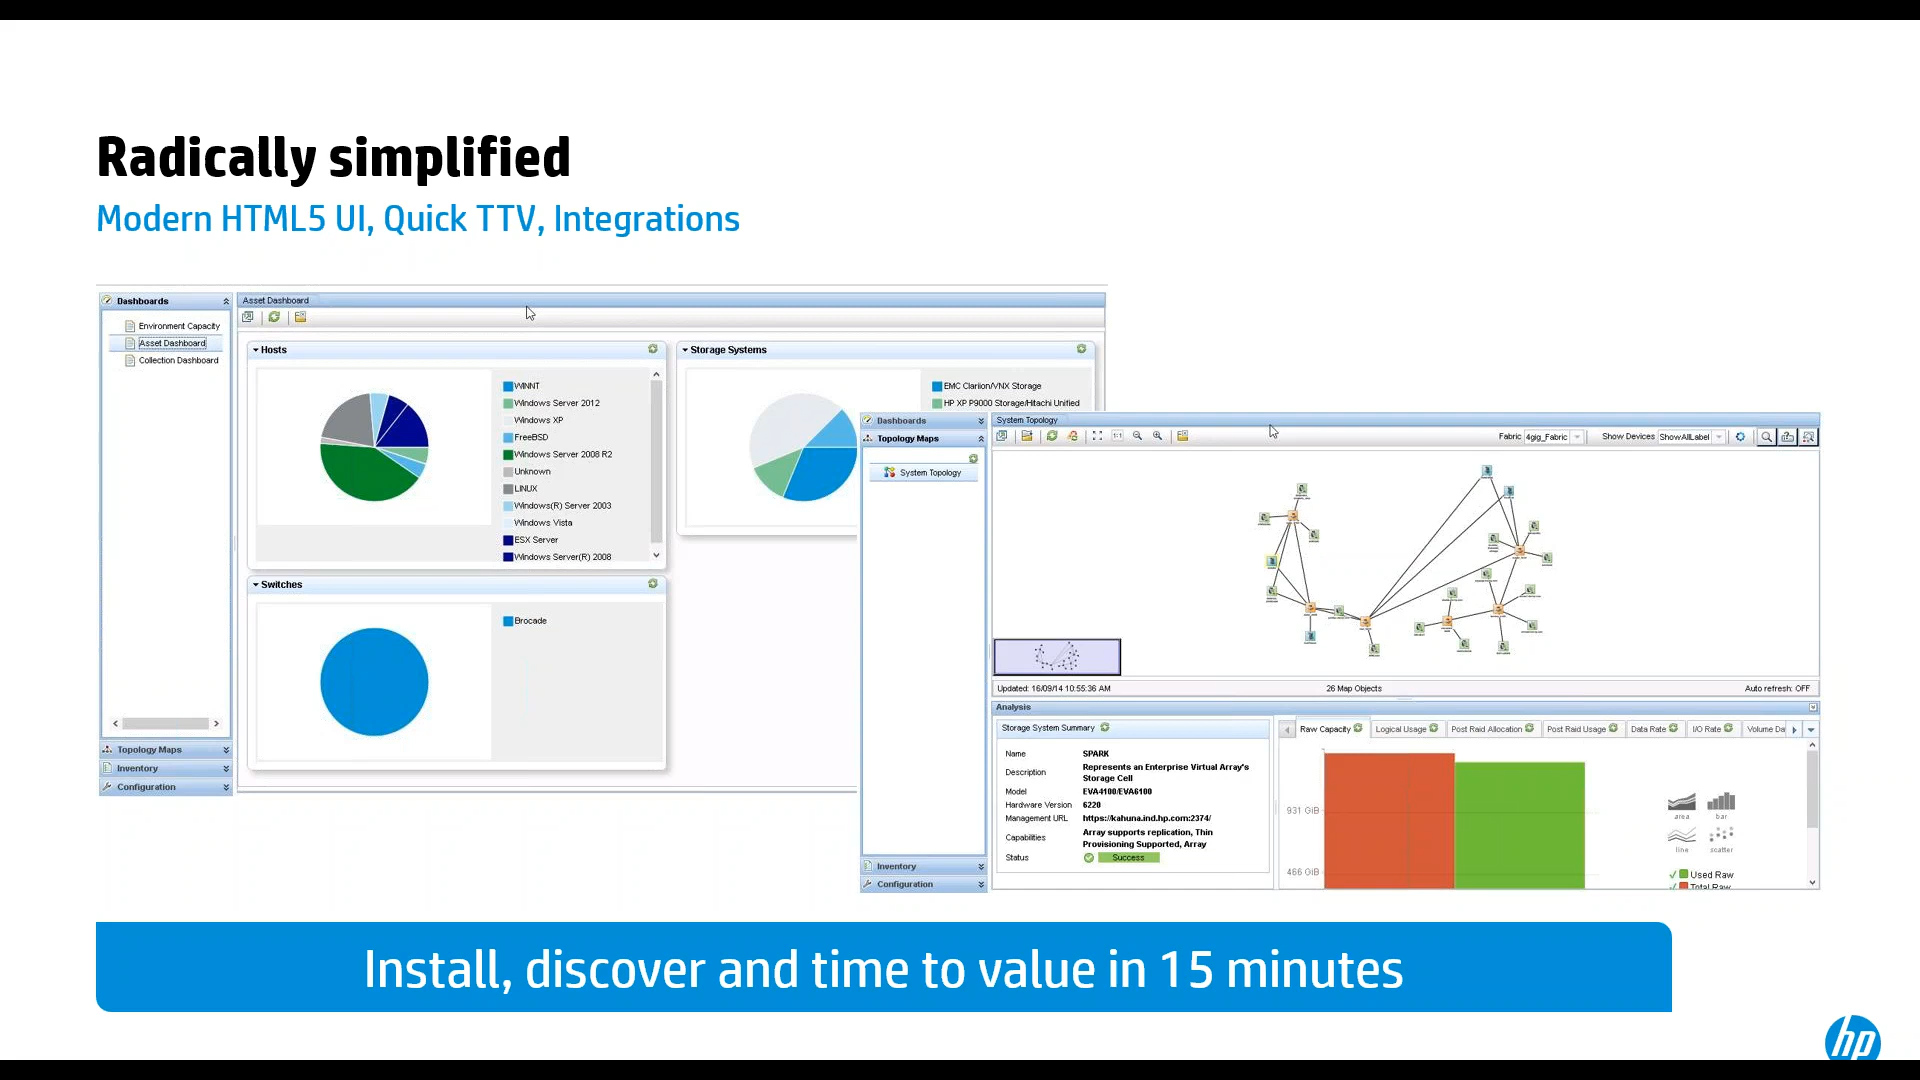 Radically simplified
Modern HTML5 UI, Quick TTV, Integrations
Dashboards
Environment Capacity
Asset Dashboard
Collection Dashboard
Topology Maps
Inventory
Configuration
Asset Dashboard
Hosts
WINNT
Windows Server 2012
Windows XP
FreeBSD
Windows Server 2008 R2
Unknown
LINUX
Windows(R) Server 2003
Windows Vista
ESX Server
Windows Server(R) 2008
Storage Systems
EMC Clariion/VNX Storage
HP XP P9000 Storage/Hitachi Unified
Switches
Brocade
Dashboards
Topology Maps
System Topology
Inventory
Configuration
System Topology
Fabric 4gig_Fabric Show Devices ShowAllLabel
Updated: 16/09/14 10:55:36 AM 26 Map Objects Auto refresh: OFF
Analysis
Storage System Summary
Name SPARK
Description Represents an Enterprise Virtual Array's
Storage Cell
Model EVA4100/EVA6100
Hardware Version 6220
Management URL https://kahuna.ind.hp.com:2374/
Capabilities Array supports replication, Thin
Provisioning Supported, Array
Status Success
Raw Capacity Logical Usage Post Raid Allocation Post Raid Usage Data Rate I/O Rate Volume Da
931 GiB
466 GiB
area bar
line scatter
Used Raw
Total Raw
Install, discover and time to value in 15 minutes
hp